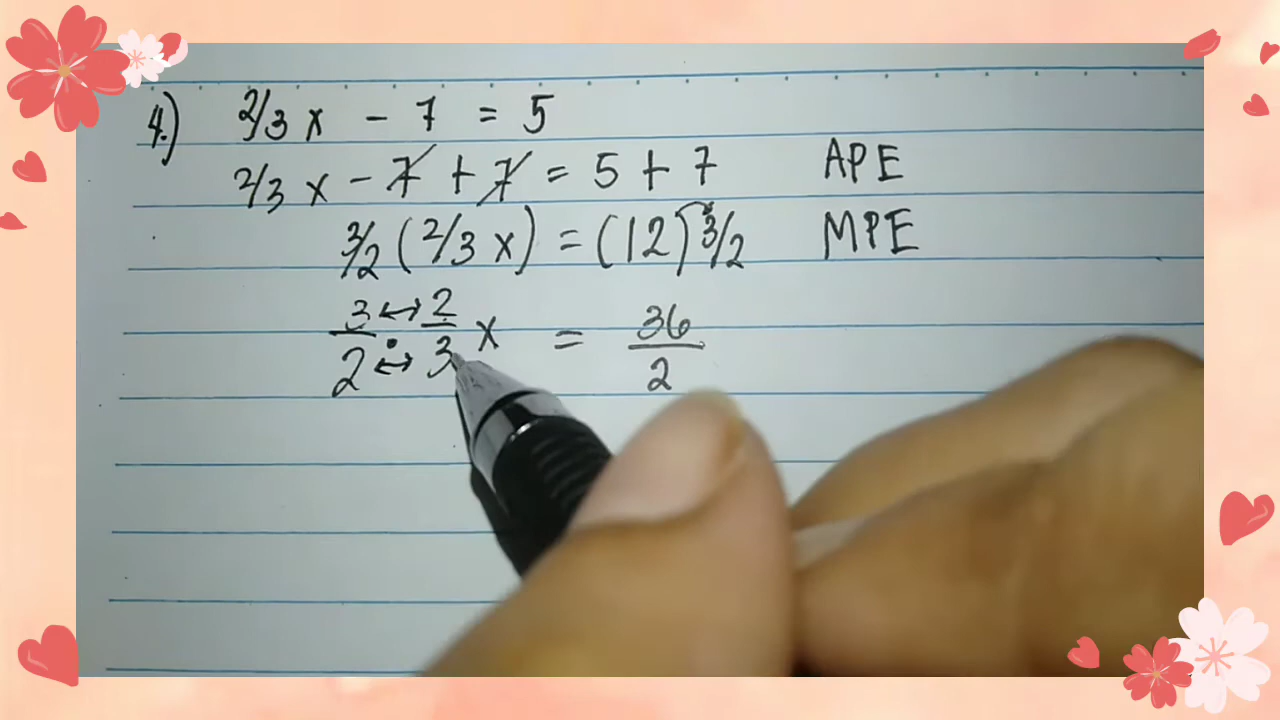 4.) 2/3 x - 7 = 5
2/3 x - 7 + 7 = 5 + 7 APE
3/2 (2/3 x) = (12) 3/2 MPE
3/2 · 2/3 x = 36/2